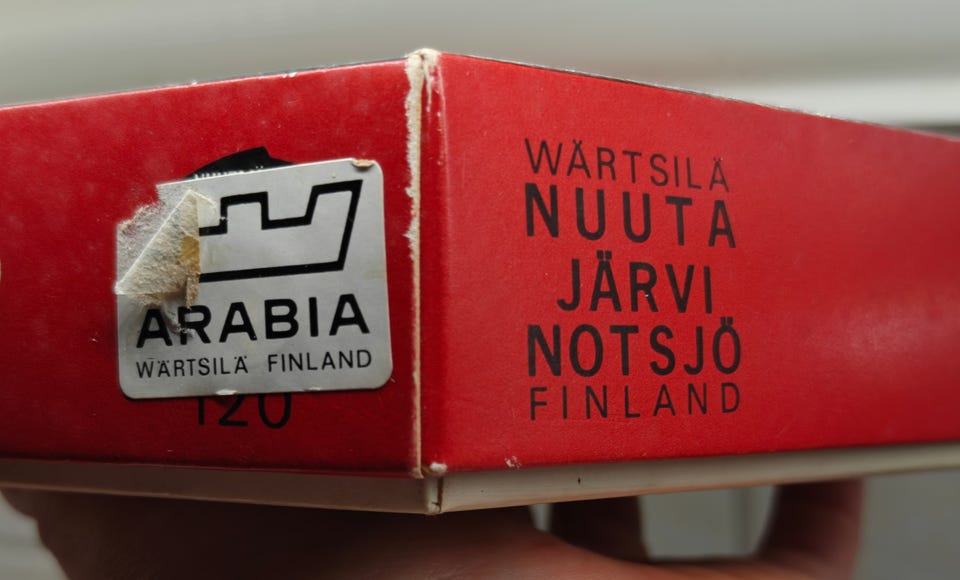 ARABIA
WÄRTSILÄ FINLAND
120
WÄRTSILÄ
NUUTA
JÄRVI
NOTSJÖ
FINLAND